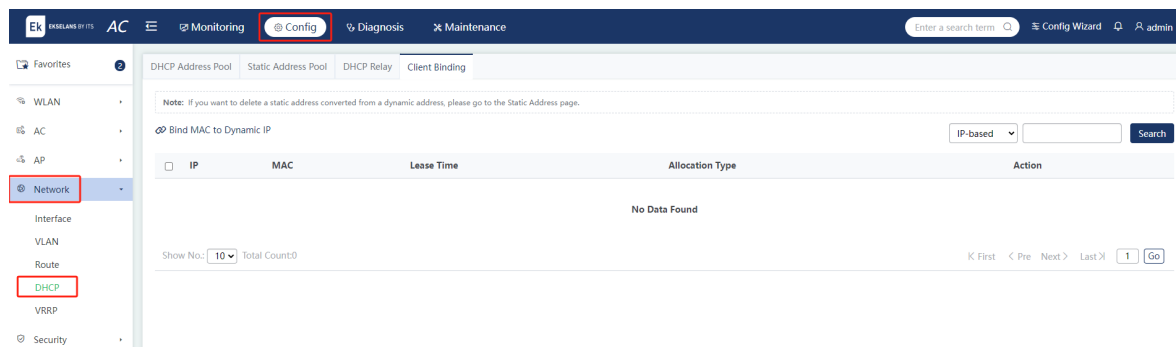 Ek EKSELANS BY ITS AC Monitoring Config Diagnosis Maintenance Enter a search term Config Wizard admin
Favorites 2
DHCP Address Pool Static Address Pool DHCP Relay Client Binding
WLAN
Note: If you want to delete a static address converted from a dynamic address, please go to the Static Address page.
AC
Bind MAC to Dynamic IP IP-based Search
AP
IP MAC Lease Time Allocation Type Action
Network
No Data Found
Interface
VLAN
Show No.: 10 Total Count:0 First Pre Next Last 1 Go
Route
DHCP
VRRP
Security